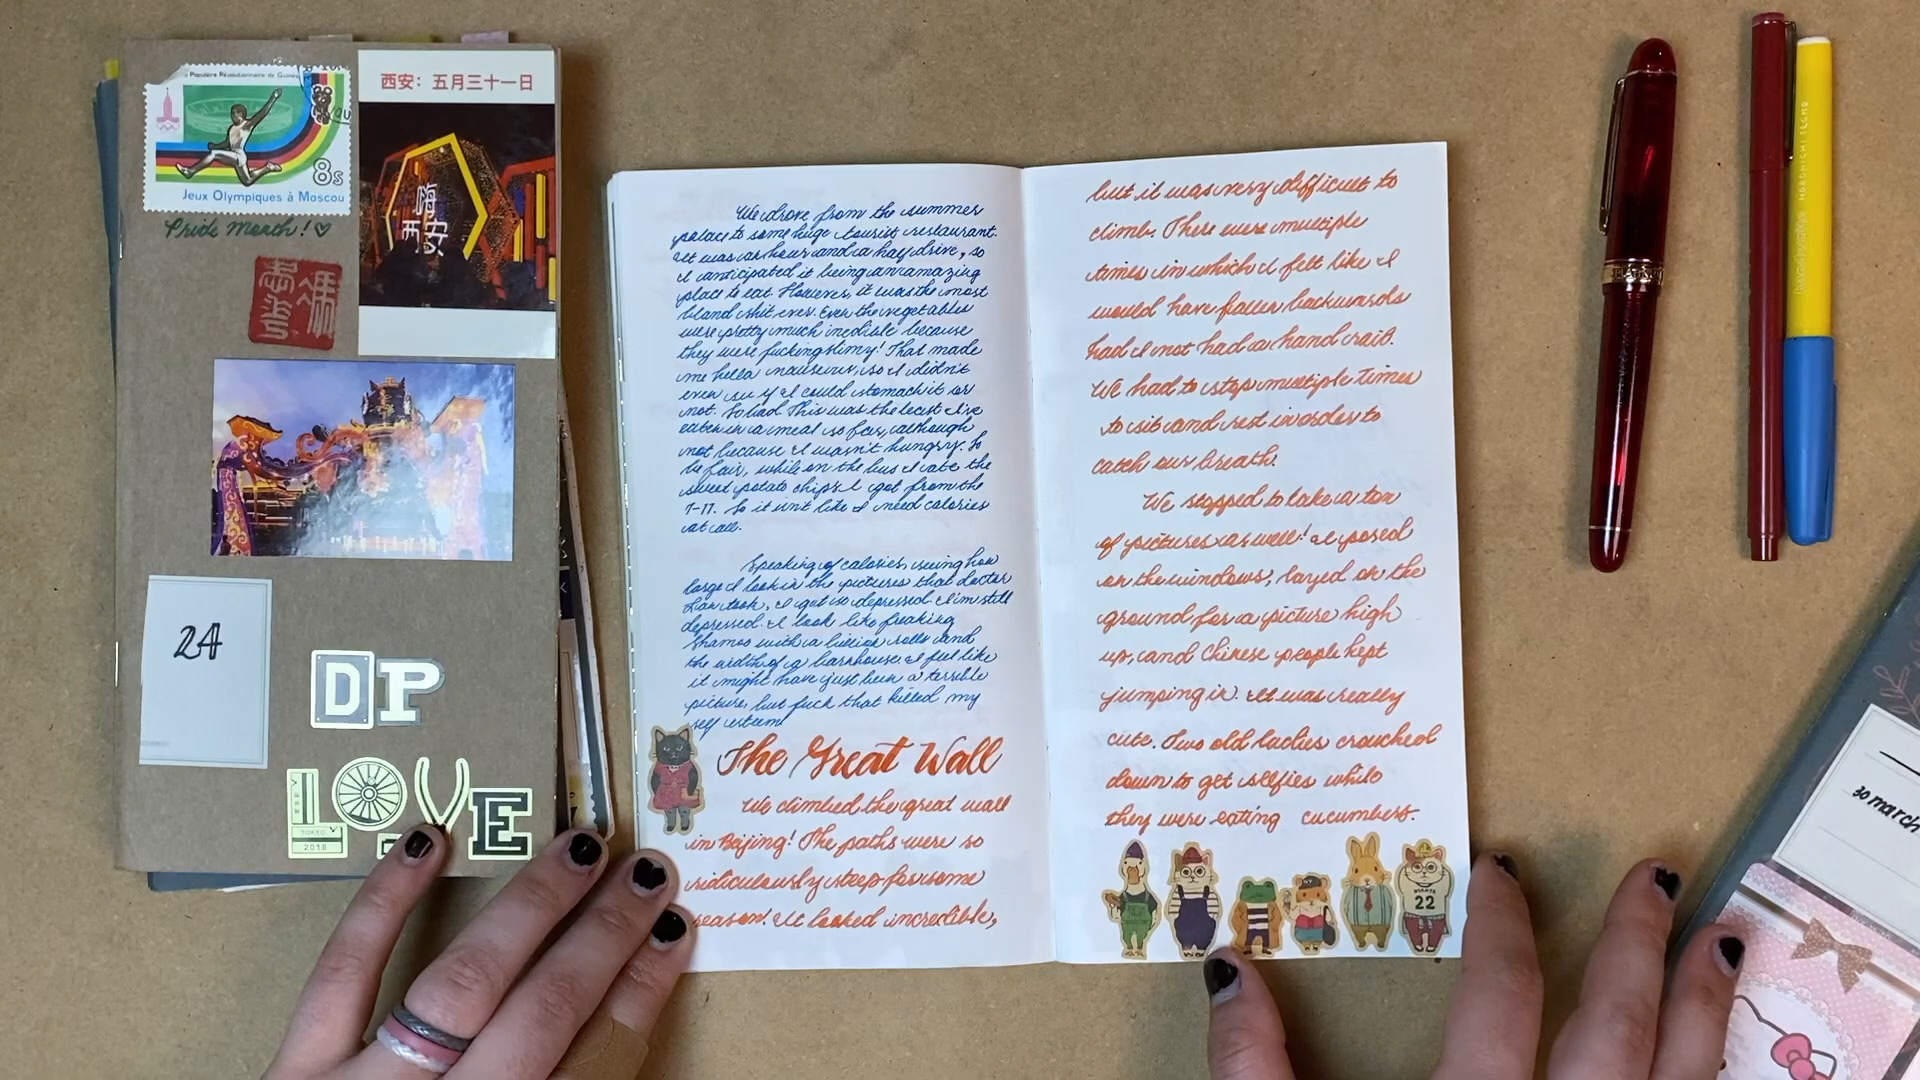 Populaire Révolutionnaire de Guinée
8s
Jeux Olympiques à Moscou
Pride March! ♡
西安：五月三十一日
西安
24
DP
LOVE
TOKYO
2018
We drove from the summer
palace to some huge tourist restaurant.
It was an hour and a half drive, so
I anticipated it being an amazing
place to eat. However, it was the most
bland shit ever. Even the vegetables
were pretty much inedible because
they were fucking slimy! That made
me hella nauseus, so I didn't
even if I could stomach it or
not. So bad. This was the least I've
eaten in a meal so far, although
not because I wasn't hungry. To
be fair, while on the bus I ate the
sweet potato chips I got from the
7-11. So it isn't like I need calories
at all.
Speaking of calories, seeing how
large I look in the pictures that doctor
took, I got so depressed. I'm still
depressed. I look like freaking
Shamoo with a billion rolls and
the width of a barnhouse. I feel like
it might have just been a terrible
picture, but fuck that killed my
self esteem!
The Great Wall
We climbed the great wall
in Beijing! The paths were so
ridiculously steep for some
season! It looked incredible,
but it was very difficult to
climb. There were multiple
times in which I felt like I
would have fallen backwards
had I not had a hand rail.
We had to stop multiple times
to sit and rest in order to
catch our breath.
We stopped to take a ton
of pictures as well! I posed
on the windows, layed on the
ground for a picture high
up, and Chinese people kept
jumping in. It was really
cute. Two old ladies crouched
down to get selfies while
they were eating cucumbers.
22
30 march